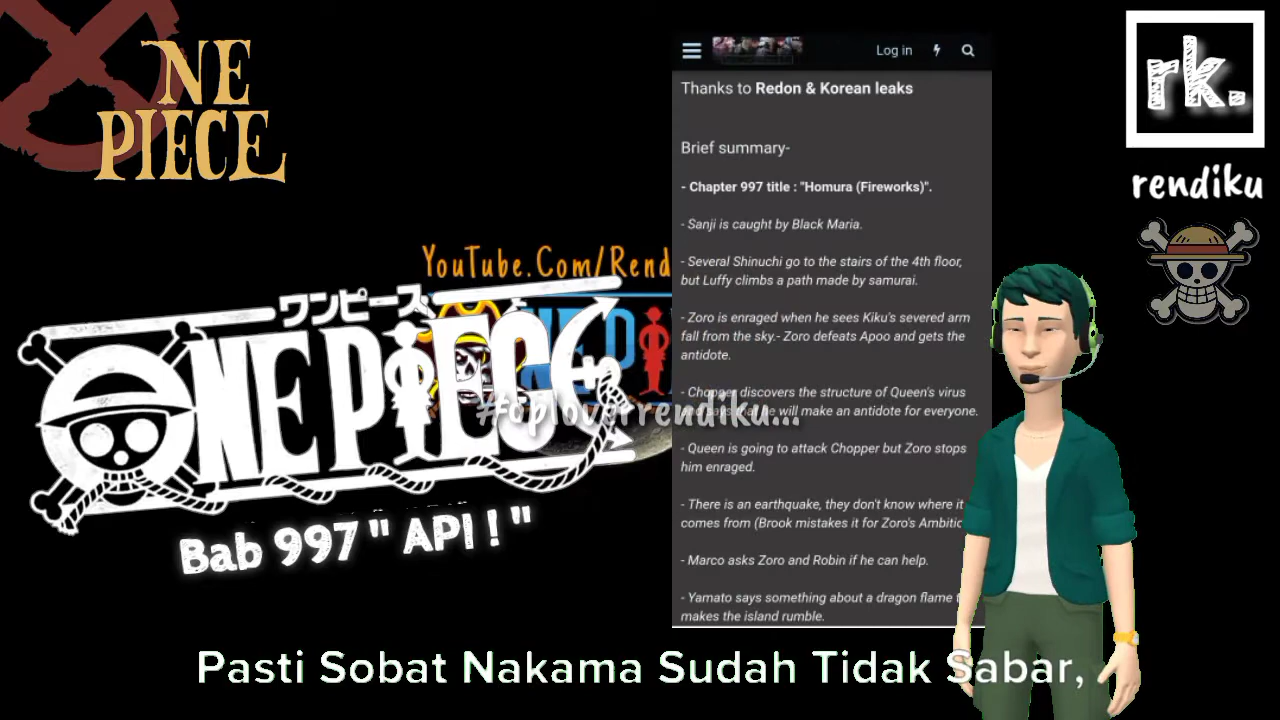 ONE
PIECE
rk.
rendiku
YouTube.Com/Rend
ワンピース
ONE PIECE
Bab 997 " API ! "
#oploverrendiku...
Log in
Thanks to Redon & Korean leaks
Brief summary-
- Chapter 997 title : "Homura (Fireworks)".
- Sanji is caught by Black Maria.
- Several Shinuchi go to the stairs of the 4th floor,
but Luffy climbs a path made by samurai.
- Zoro is enraged when he sees Kiku's severed arm
fall from the sky.- Zoro defeats Apoo and gets the
antidote.
- Chopper discovers the structure of Queen's virus
and says that he will make an antidote for everyone.
- Queen is going to attack Chopper but Zoro stops
him enraged.
- There is an earthquake, they don't know where it
comes from (Brook mistakes it for Zoro's Ambitio
- Marco asks Zoro and Robin if he can help.
- Yamato says something about a dragon flame
makes the island rumble.
Pasti Sobat Nakama Sudah Tidak Sabar,